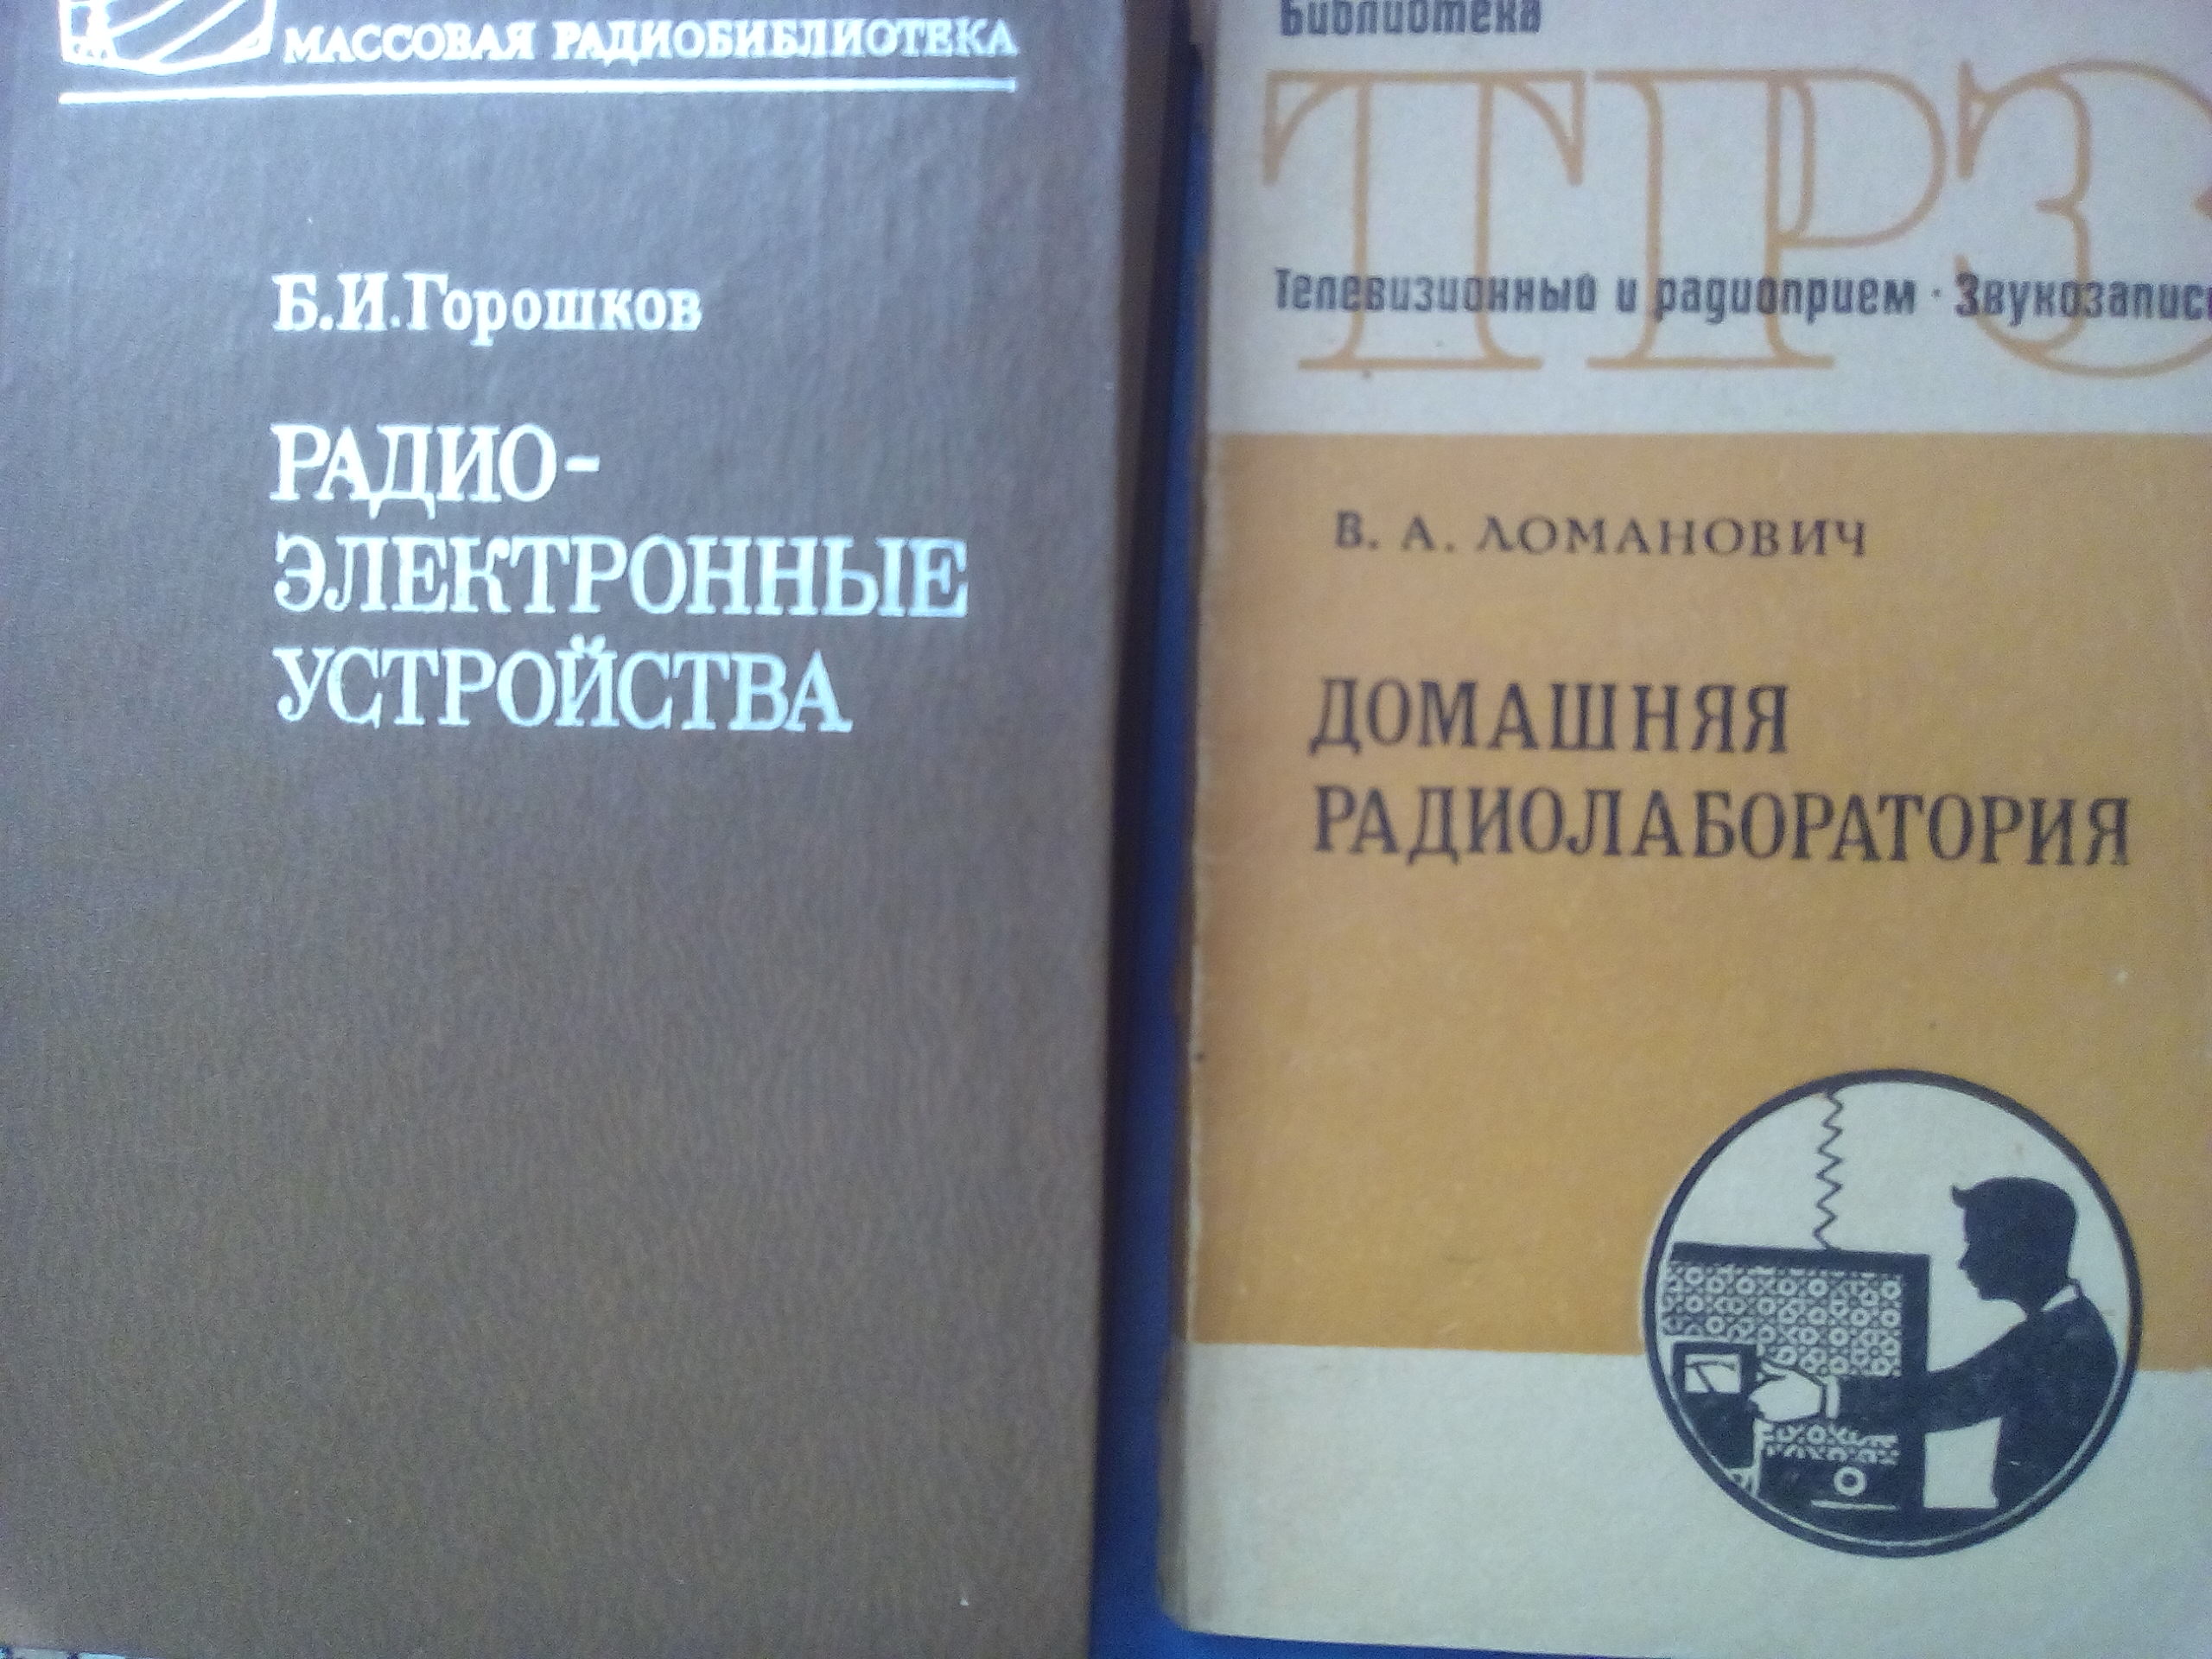 МАССОВАЯ РАДИОБИБЛИОТЕКА
Б.И.Горошков
РАДИО-
ЭЛЕКТРОННЫЕ
УСТРОЙСТВА
Библиотека
ТРЗ
Телевизионный и радиоприем · Звукозапись
В. А. ЛОМАНОВИЧ
ДОМАШНЯЯ
РАДИОЛАБОРАТОРИЯ